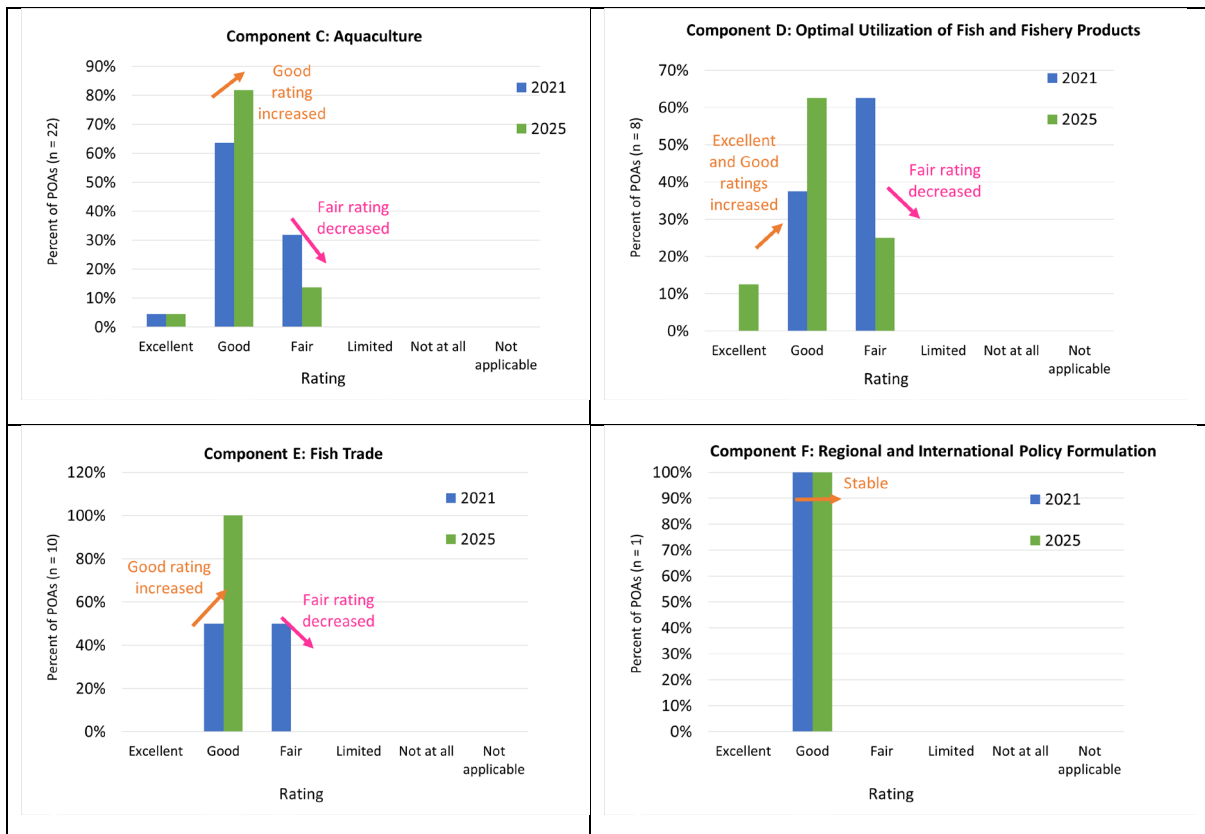 Component C: Aquaculture
90%
80%
70%
60%
50%
40%
30%
20%
10%
0%
Percent of POAs (n = 22)
Good
rating
increased
Fair rating
decreased
2021
2025
Excellent Good Fair Limited Not at all Not
applicable
Rating
Component D: Optimal Utilization of Fish and Fishery Products
70%
60%
50%
40%
30%
20%
10%
0%
Percent of POAs (n = 8)
Excellent
and Good
ratings
increased
Fair rating
decreased
2021
2025
Excellent Good Fair Limited Not at all Not
applicable
Rating
Component E: Fish Trade
120%
100%
80%
60%
40%
20%
0%
Percent of POAs (n = 10)
Good rating
increased
Fair rating
decreased
2021
2025
Excellent Good Fair Limited Not at all Not
applicable
Rating
Component F: Regional and International Policy Formulation
100%
90%
80%
70%
60%
50%
40%
30%
20%
10%
0%
Percent of POAs (n = 1)
Stable
2021
2025
Excellent Good Fair Limited Not at all Not
applicable
Rating